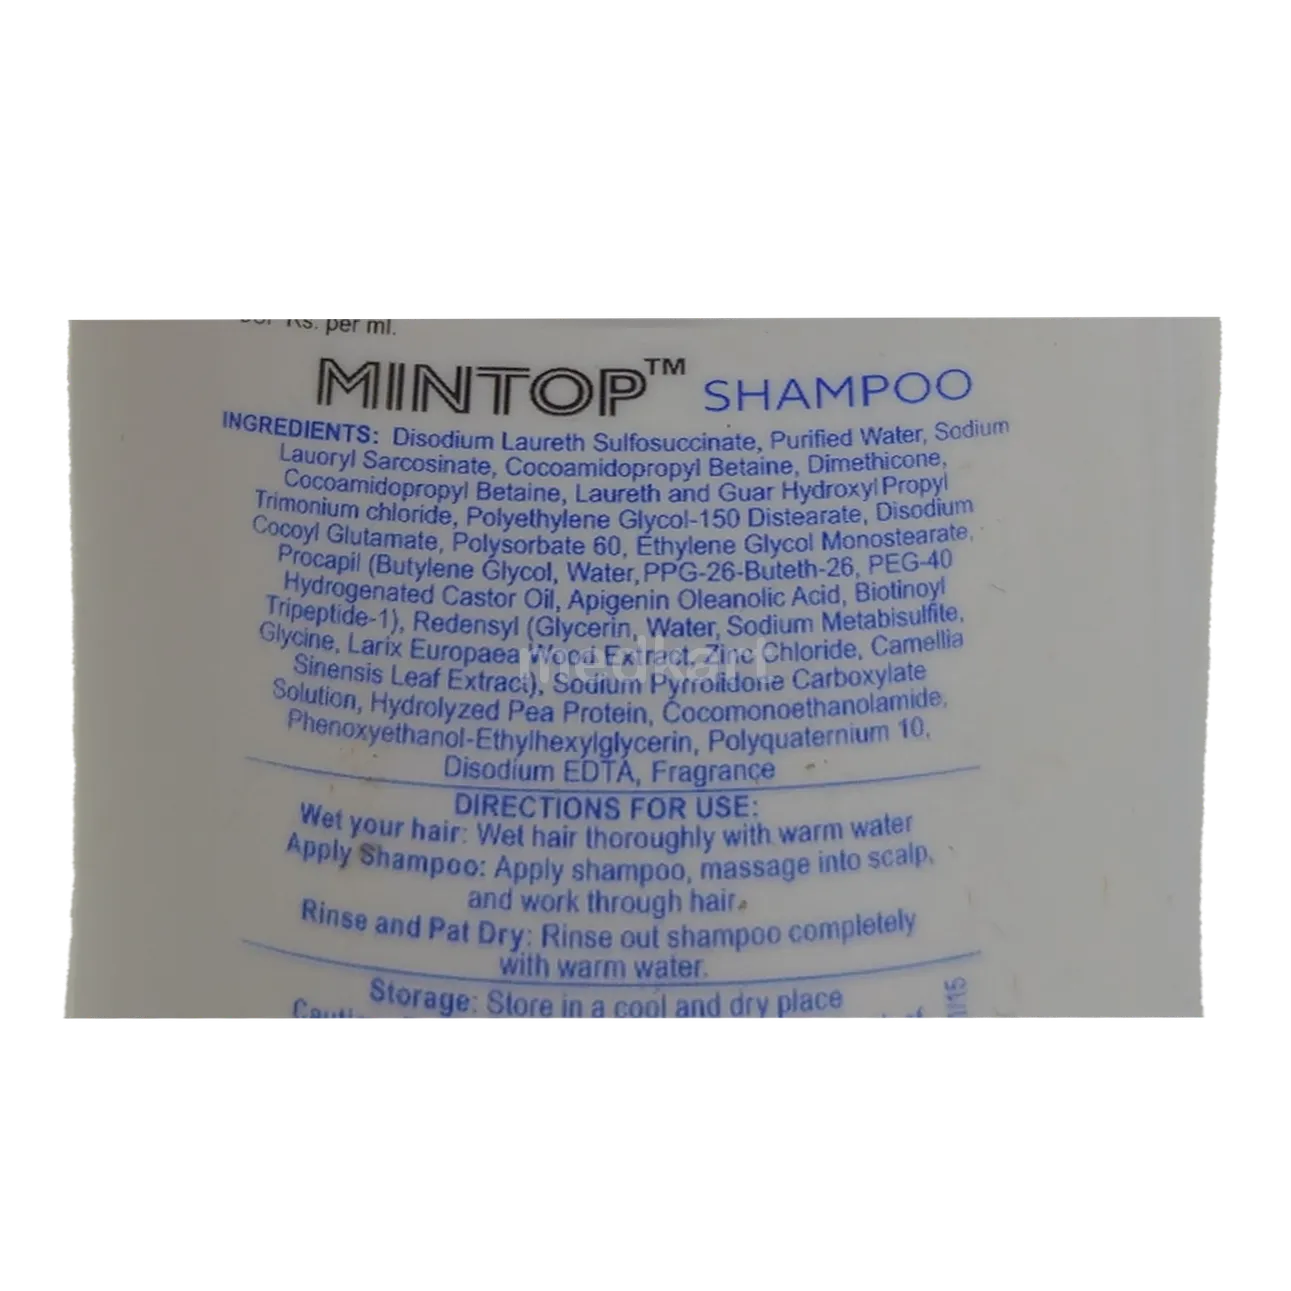 Rs. per ml.
MINTOP™ SHAMPOO
INGREDIENTS: Disodium Laureth Sulfosuccinate, Purified Water, Sodium
Lauoryl Sarcosinate, Cocoamidopropyl Betaine, Dimethicone,
Cocoamidopropyl Betaine, Laureth and Guar Hydroxyl Propyl
Trimonium chloride, Polyethylene Glycol-150 Distearate, Disodium
Cocoyl Glutamate, Polysorbate 60, Ethylene Glycol Monostearate,
Procapil (Butylene Glycol, Water, PPG-26-Buteth-26, PEG-40
Hydrogenated Castor Oil, Apigenin Oleanolic Acid, Biotinoyl
Tripeptide-1), Redensyl (Glycerin, Water, Sodium Metabisulfite,
Glycine, Larix Europaea Wood Extract, Zinc Chloride, Camellia
Sinensis Leaf Extract), Sodium Pyrrolidone Carboxylate
Solution, Hydrolyzed Pea Protein, Cocomonoethanolamide,
Phenoxyethanol-Ethylhexylglycerin, Polyquaternium 10,
Disodium EDTA, Fragrance
medkart
DIRECTIONS FOR USE:
Wet your hair: Wet hair thoroughly with warm water
Apply Shampoo: Apply shampoo, massage into scalp,
and work through hair.
Rinse and Pat Dry: Rinse out shampoo completely
with warm water.
Storage: Store in a cool and dry place